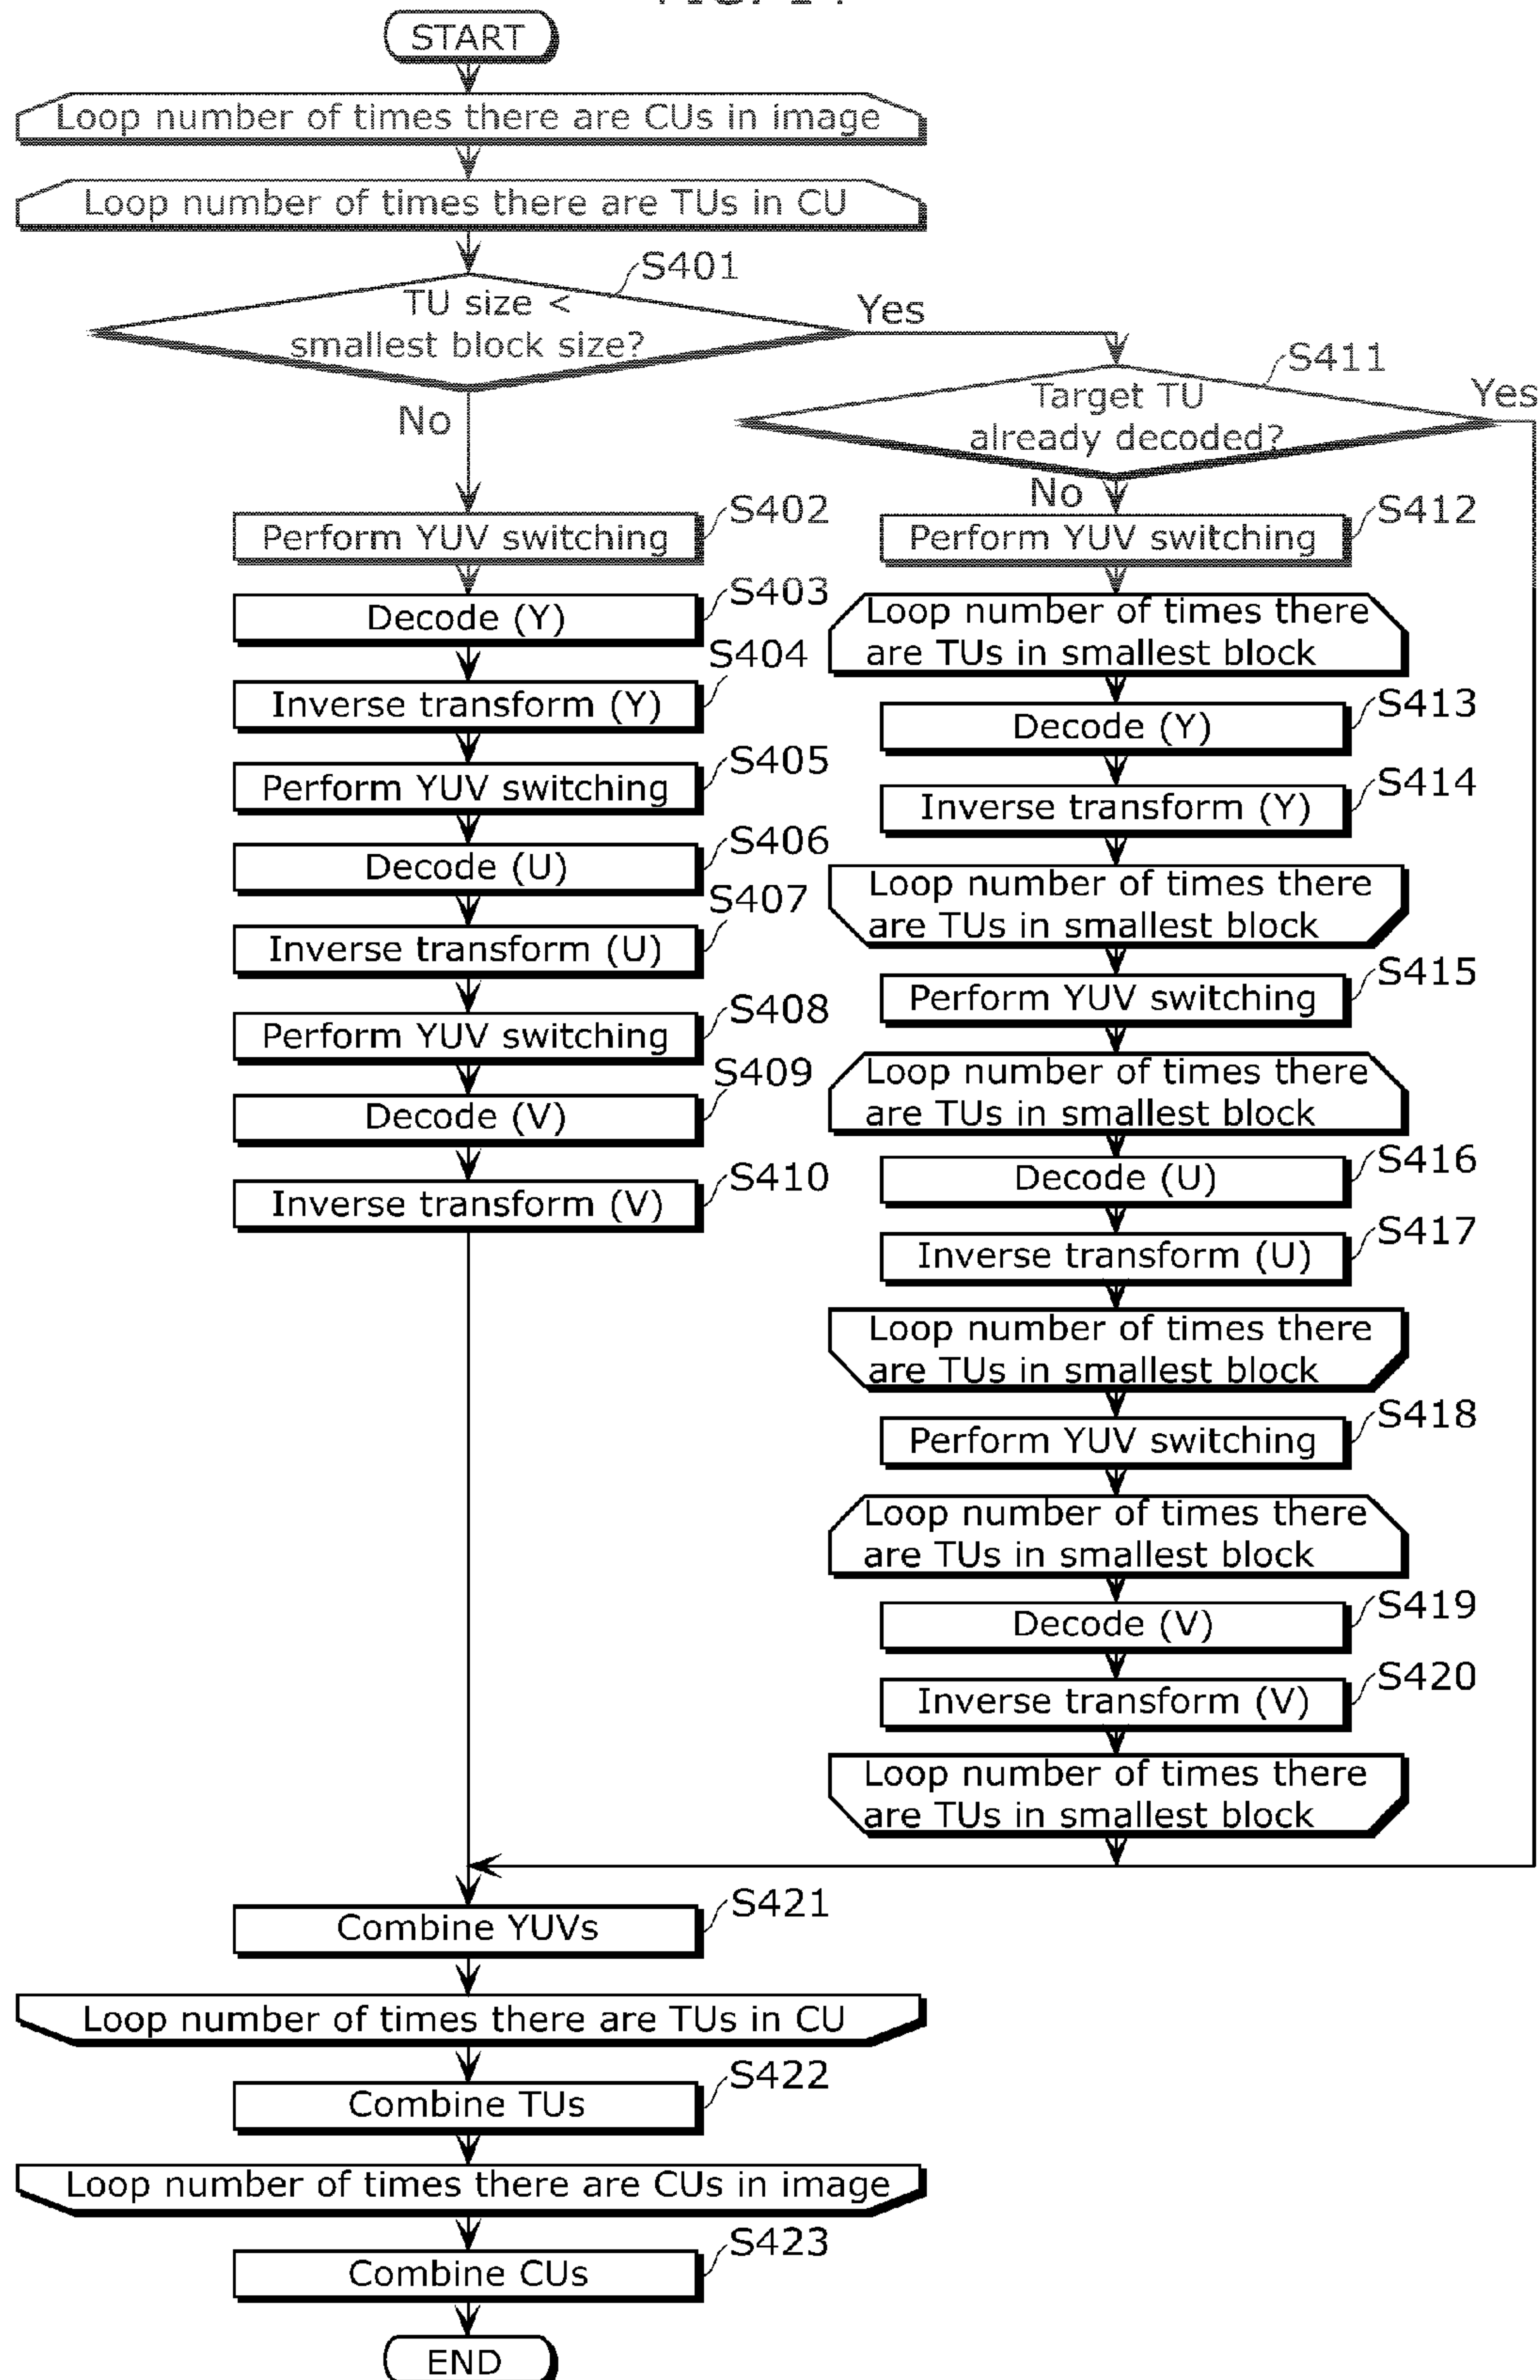 START
Loop number of times there are CUs in image
Loop number of times there are TUs in CU
S401
TU size <
smallest block size?
Yes
No
S411
Target TU
already decoded?
Yes
No
S402
Perform YUV switching
S403
Decode (Y)
S404
Inverse transform (Y)
S405
Perform YUV switching
S406
Decode (U)
S407
Inverse transform (U)
S408
Perform YUV switching
S409
Decode (V)
S410
Inverse transform (V)
S412
Perform YUV switching
Loop number of times there
are TUs in smallest block
S413
Decode (Y)
S414
Inverse transform (Y)
Loop number of times there
are TUs in smallest block
S415
Perform YUV switching
Loop number of times there
are TUs in smallest block
S416
Decode (U)
S417
Inverse transform (U)
Loop number of times there
are TUs in smallest block
S418
Perform YUV switching
Loop number of times there
are TUs in smallest block
S419
Decode (V)
S420
Inverse transform (V)
Loop number of times there
are TUs in smallest block
S421
Combine YUVs
Loop number of times there are TUs in CU
S422
Combine TUs
Loop number of times there are CUs in image
S423
Combine CUs
END